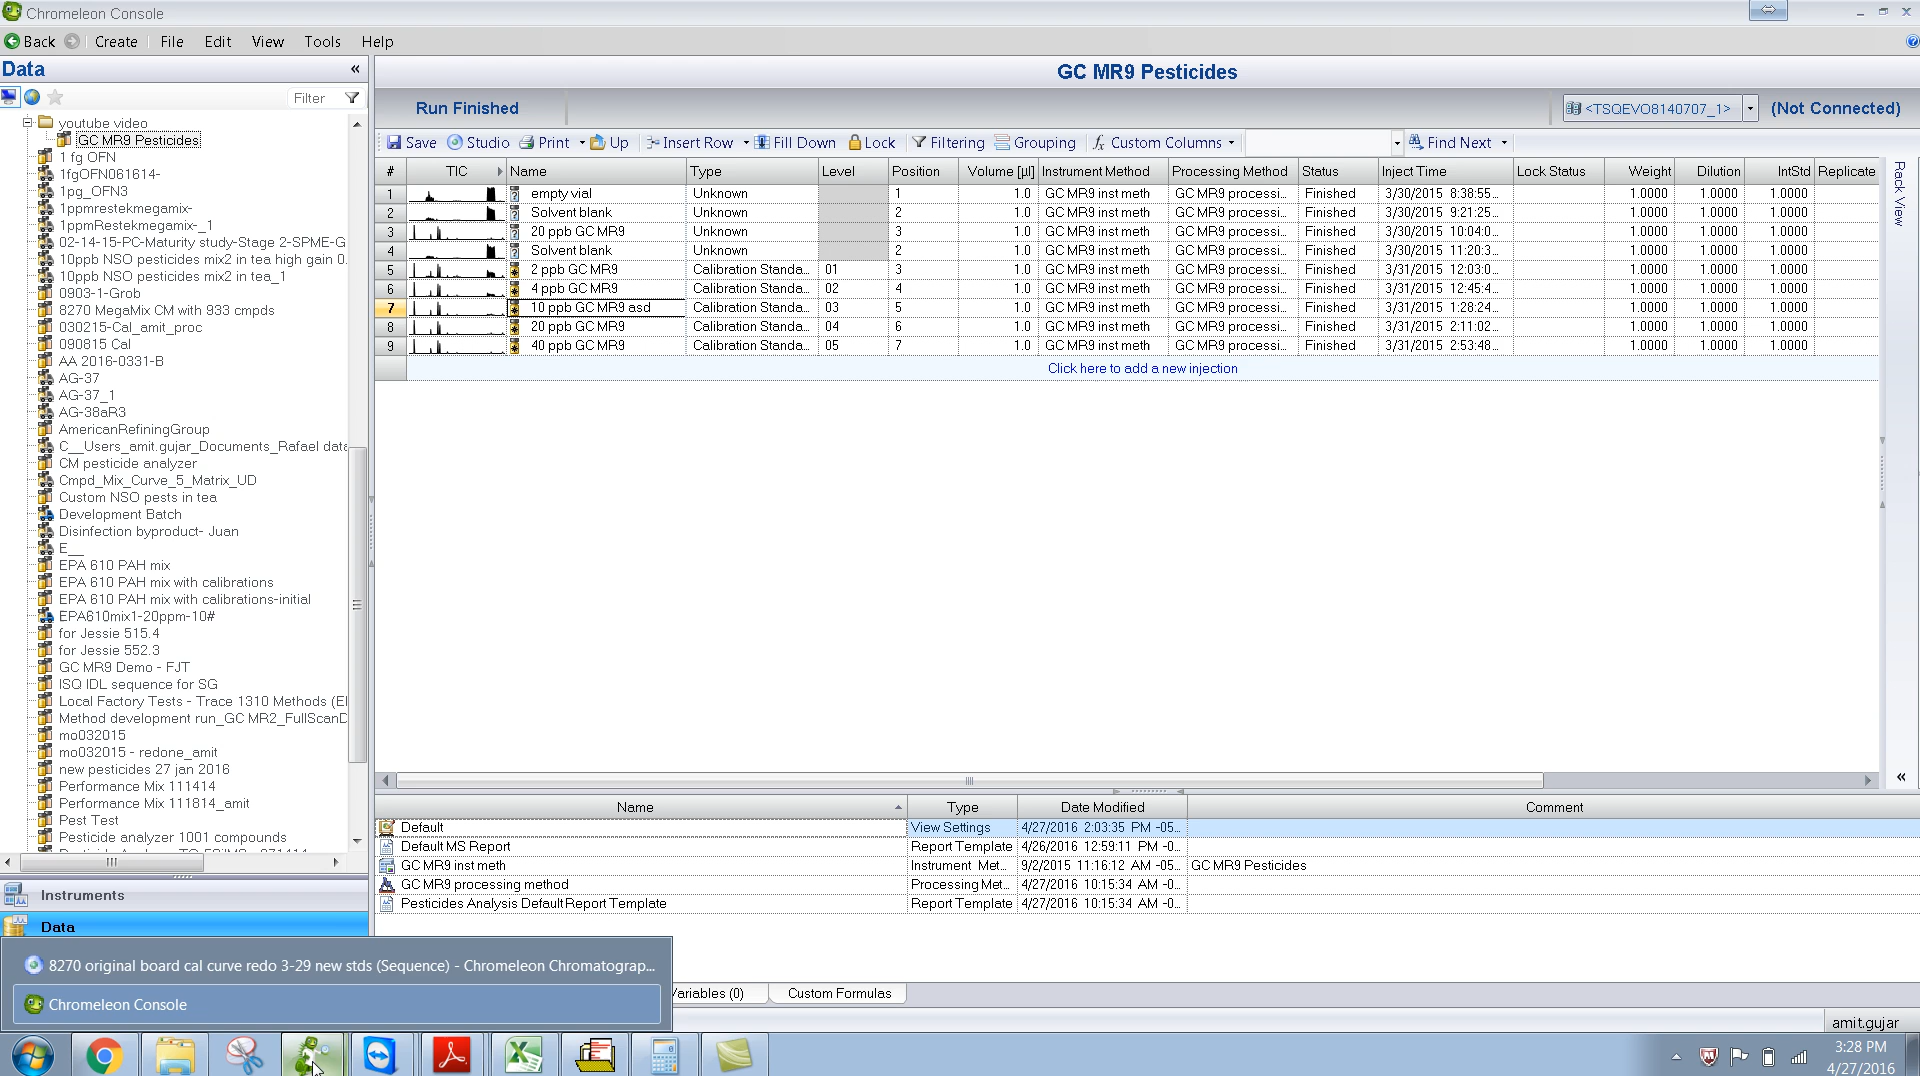 Chromeleon Console
Back Create File Edit View Tools Help
Data «
Filter
youtube video
GC MR9 Pesticides
1 fg OFN
1fgOFN061614-
1pg_OFN3
1ppmrestekmegamix-
1ppmRestekmegamix-_1
02-14-15-PC-Maturity study-Stage 2-SPME-G
10ppb NSO pesticides mix2 in tea high gain 0.
10ppb NSO pesticides mix2 in tea_1
0903-1-Grob
8270 MegaMix CM with 933 cmpds
030215-Cal_amit_proc
090815 Cal
AA 2016-0331-B
AG-37
AG-37_1
AG-38aR3
AmericanRefiningGroup
C__Users_amit.gujar_Documents_Rafael data
CM pesticide analyzer
Cmpd_Mix_Curve_5_Matrix_UD
Custom NSO pests in tea
Development Batch
Disinfection byproduct- Juan
E__
EPA 610 PAH mix
EPA 610 PAH mix with calibrations
EPA 610 PAH mix with calibrations-initial
EPA610mix1-20ppm-10#
for Jessie 515.4
for Jessie 552.3
GC MR9 Demo - FJT
ISQ IDL sequence for SG
Local Factory Tests - Trace 1310 Methods (EI
Method development run_GC MR2_FullScanD
mo032015
mo032015 - redone_amit
new pesticides 27 jan 2016
Performance Mix 111414
Performance Mix 111814_amit
Pest Test
Pesticide analyzer 1001 compounds
Instruments
Data
GC MR9 Pesticides
Run Finished <TSQEVO8140707_1> (Not Connected)
Save Studio Print Up Insert Row Fill Down Lock Filtering Grouping Custom Columns Find Next
# TIC Name Type Level Position Volume [µl] Instrument Method Processing Method Status Inject Time Lock Status Weight Dilution IntStd Replicate
1 empty vial Unknown 1 1.0 GC MR9 inst meth GC MR9 processi... Finished 3/30/2015 8:38:55... 1.0000 1.0000 1.0000
2 Solvent blank Unknown 2 1.0 GC MR9 inst meth GC MR9 processi... Finished 3/30/2015 9:21:25... 1.0000 1.0000 1.0000
3 20 ppb GC MR9 Unknown 3 1.0 GC MR9 inst meth GC MR9 processi... Finished 3/30/2015 10:04:0... 1.0000 1.0000 1.0000
4 Solvent blank Unknown 2 1.0 GC MR9 inst meth GC MR9 processi... Finished 3/30/2015 11:20:3... 1.0000 1.0000 1.0000
5 2 ppb GC MR9 Calibration Standa... 01 3 1.0 GC MR9 inst meth GC MR9 processi... Finished 3/31/2015 12:03:0... 1.0000 1.0000 1.0000
6 4 ppb GC MR9 Calibration Standa... 02 4 1.0 GC MR9 inst meth GC MR9 processi... Finished 3/31/2015 12:45:4... 1.0000 1.0000 1.0000
7 10 ppb GC MR9 asd Calibration Standa... 03 5 1.0 GC MR9 inst meth GC MR9 processi... Finished 3/31/2015 1:28:24... 1.0000 1.0000 1.0000
8 20 ppb GC MR9 Calibration Standa... 04 6 1.0 GC MR9 inst meth GC MR9 processi... Finished 3/31/2015 2:11:02... 1.0000 1.0000 1.0000
9 40 ppb GC MR9 Calibration Standa... 05 7 1.0 GC MR9 inst meth GC MR9 processi... Finished 3/31/2015 2:53:48... 1.0000 1.0000 1.0000
Click here to add a new injection
Rack View
«
Name Type Date Modified Comment
Default View Settings 4/27/2016 2:03:35 PM -05...
Default MS Report Report Template 4/26/2016 12:59:11 PM -0...
GC MR9 inst meth Instrument Met... 9/2/2015 11:16:12 AM -05... GC MR9 Pesticides
GC MR9 processing method Processing Met... 4/27/2016 10:15:34 AM -0...
Pesticides Analysis Default Report Template Report Template 4/27/2016 10:15:34 AM -0...
8270 original board cal curve redo 3-29 new stds (Sequence) - Chromeleon Chromatograp...
Chromeleon Console
Variables (0) Custom Formulas
amit.gujar
3:28 PM
4/27/2016